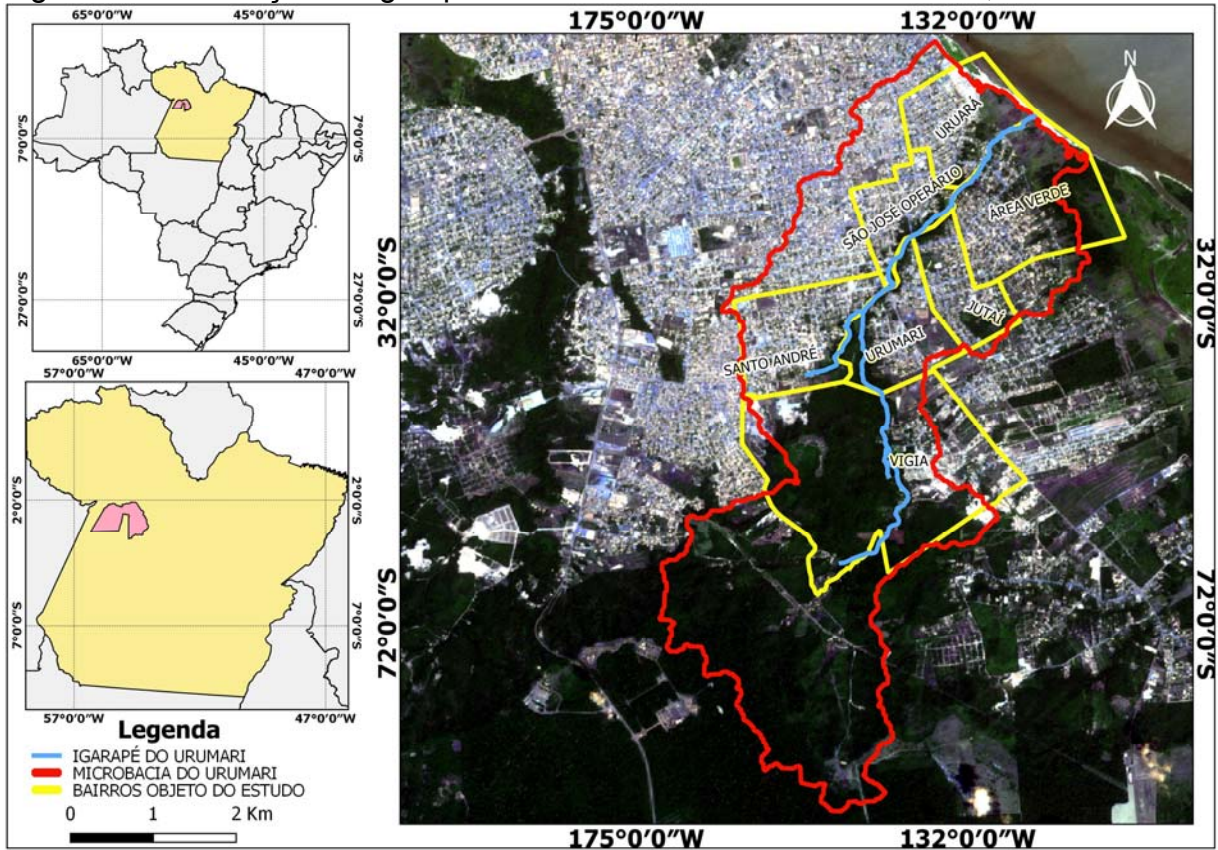 65°0'0"W 45°0'0"W
7°0'0"S 7°0'0"S
27°0'0"S 27°0'0"S
65°0'0"W 45°0'0"W
57°0'0"W 47°0'0"W
2°0'0"S 2°0'0"S
7°0'0"S 7°0'0"S
57°0'0"W 47°0'0"W
Legenda
IGARAPÉ DO URUMARI
MICROBACIA DO URUMARI
BAIRROS OBJETO DO ESTUDO
0 1 2 Km
175°0'0"W 132°0'0"W
N
URUARÁ
SÃO JOSÉ OPERÁRIO
ÁREA VERDE
32°0'0"S 32°0'0"S
JUTAÍ
URUMARI
SANTO ANDRÉ
VIGIA
72°0'0"S 72°0'0"S
175°0'0"W 132°0'0"W